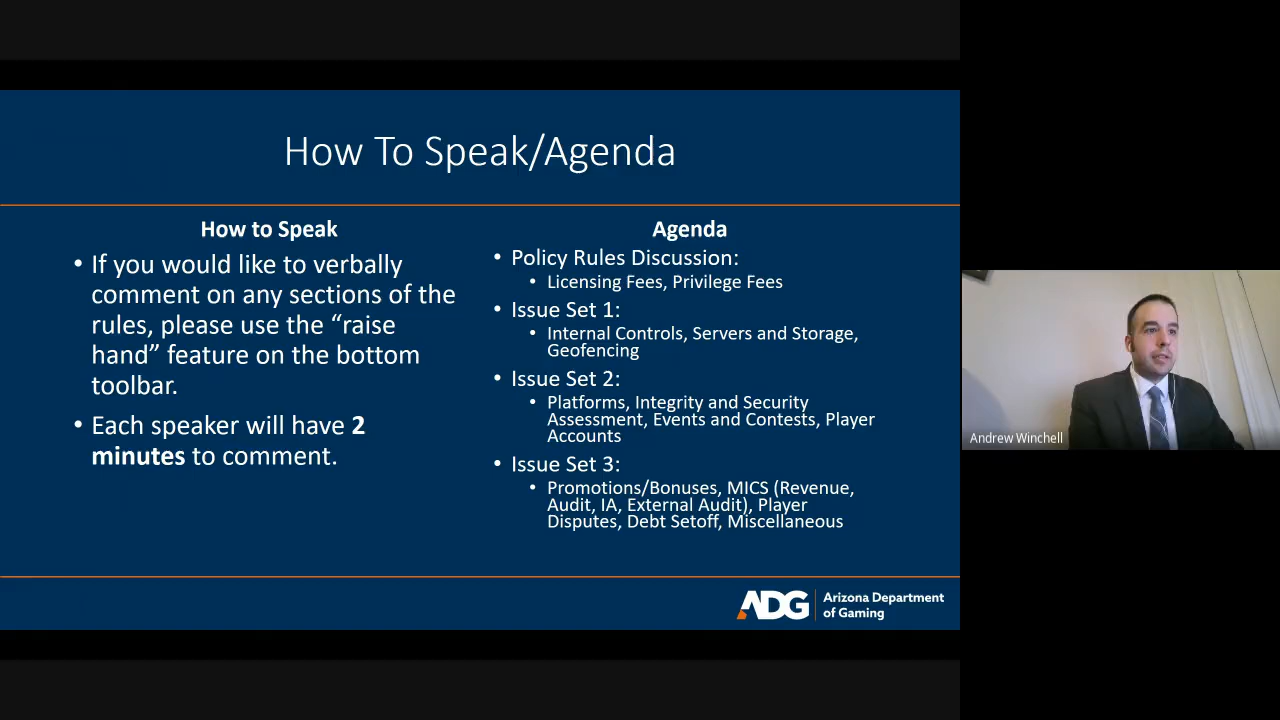 How To Speak/Agenda
How to Speak
• If you would like to verbally
comment on any sections of the
rules, please use the “raise
hand” feature on the bottom
toolbar.
• Each speaker will have 2
minutes to comment.
Agenda
• Policy Rules Discussion:
• Licensing Fees, Privilege Fees
• Issue Set 1:
• Internal Controls, Servers and Storage,
Geofencing
• Issue Set 2:
• Platforms, Integrity and Security
Assessment, Events and Contests, Player
Accounts
• Issue Set 3:
• Promotions/Bonuses, MICS (Revenue,
Audit, IA, External Audit), Player
Disputes, Debt Setoff, Miscellaneous
ADG
Arizona Department
of Gaming
Andrew Winchell